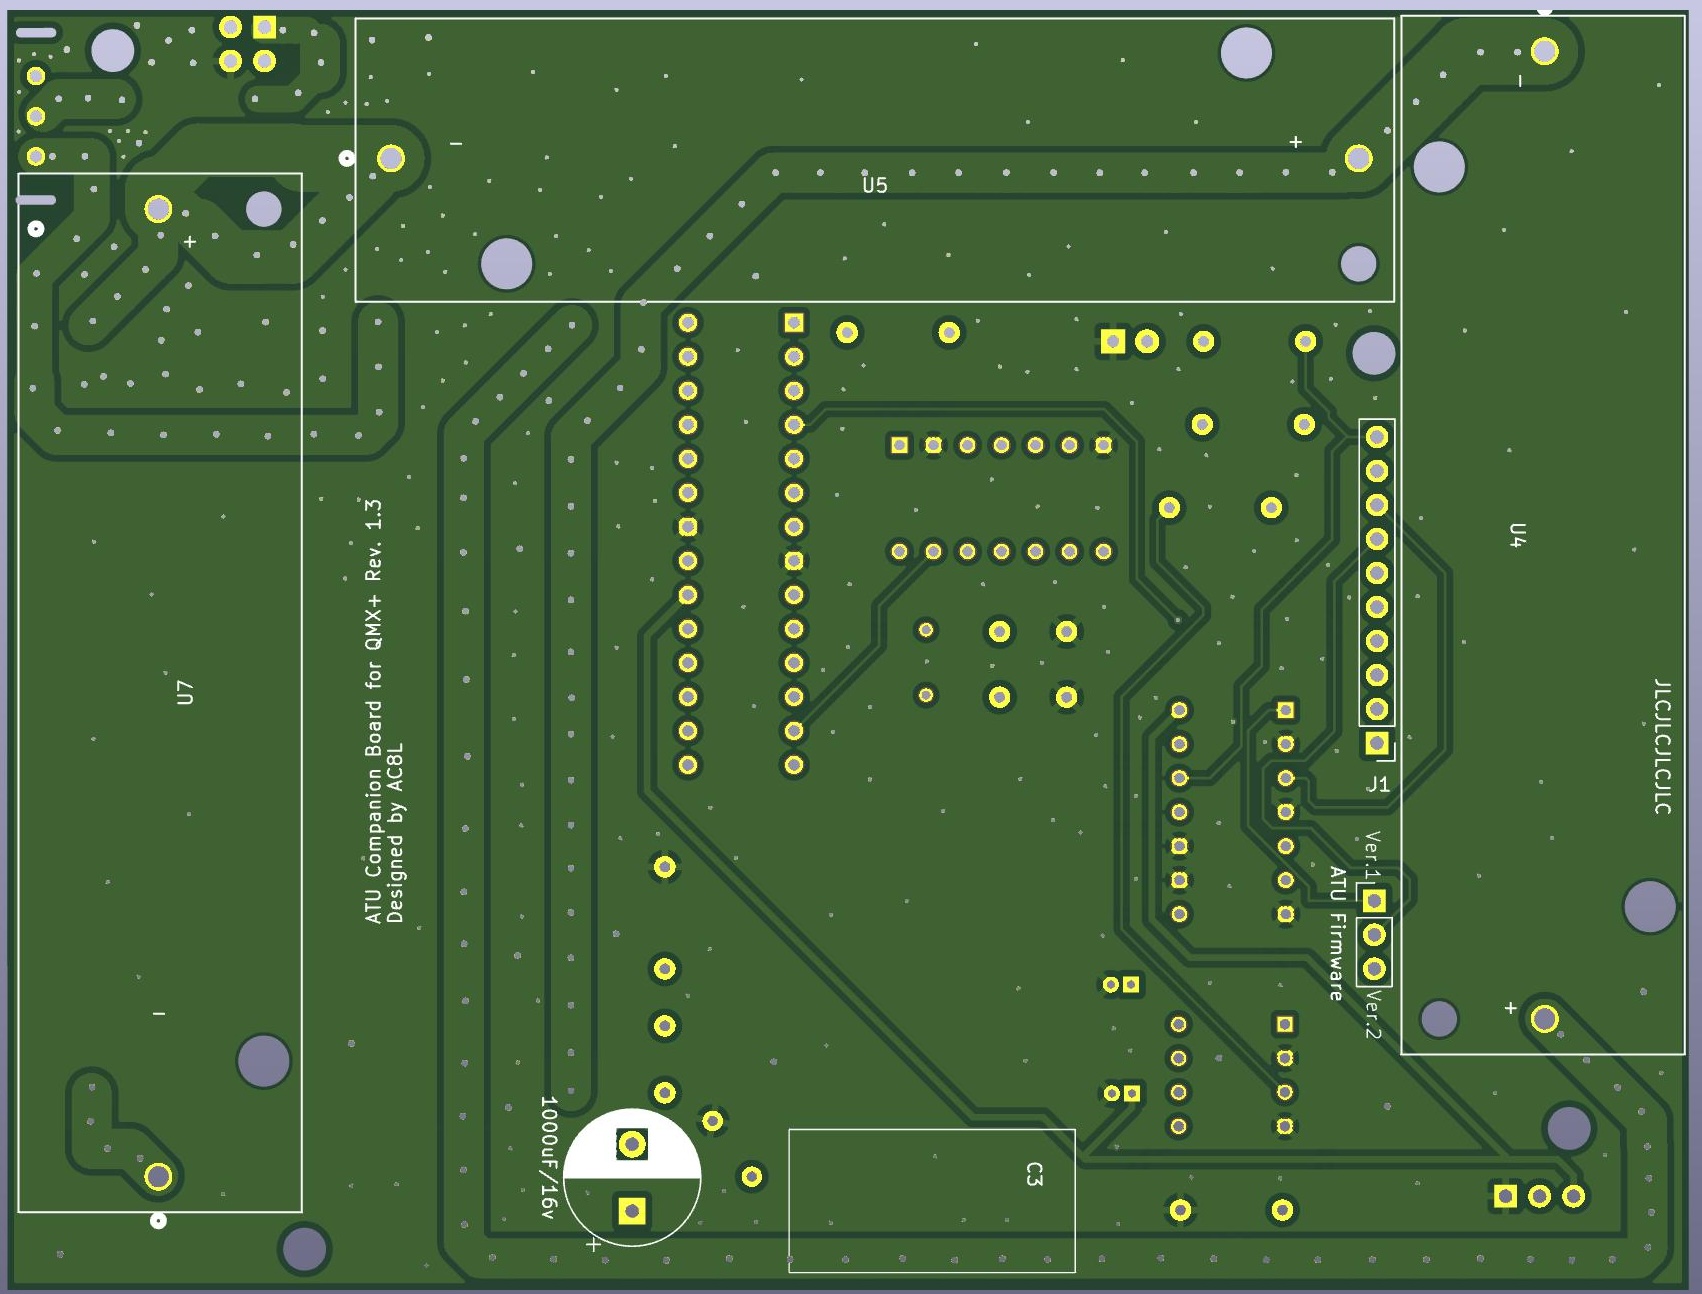 U5
U7
ATU Companion Board for QMX+ Rev. 1.3
Designed by AC8L
U4
JLCJLCJLCJLC
J1
Ver.1
ATU Firmware
Ver.2
1000uF/16v
C3